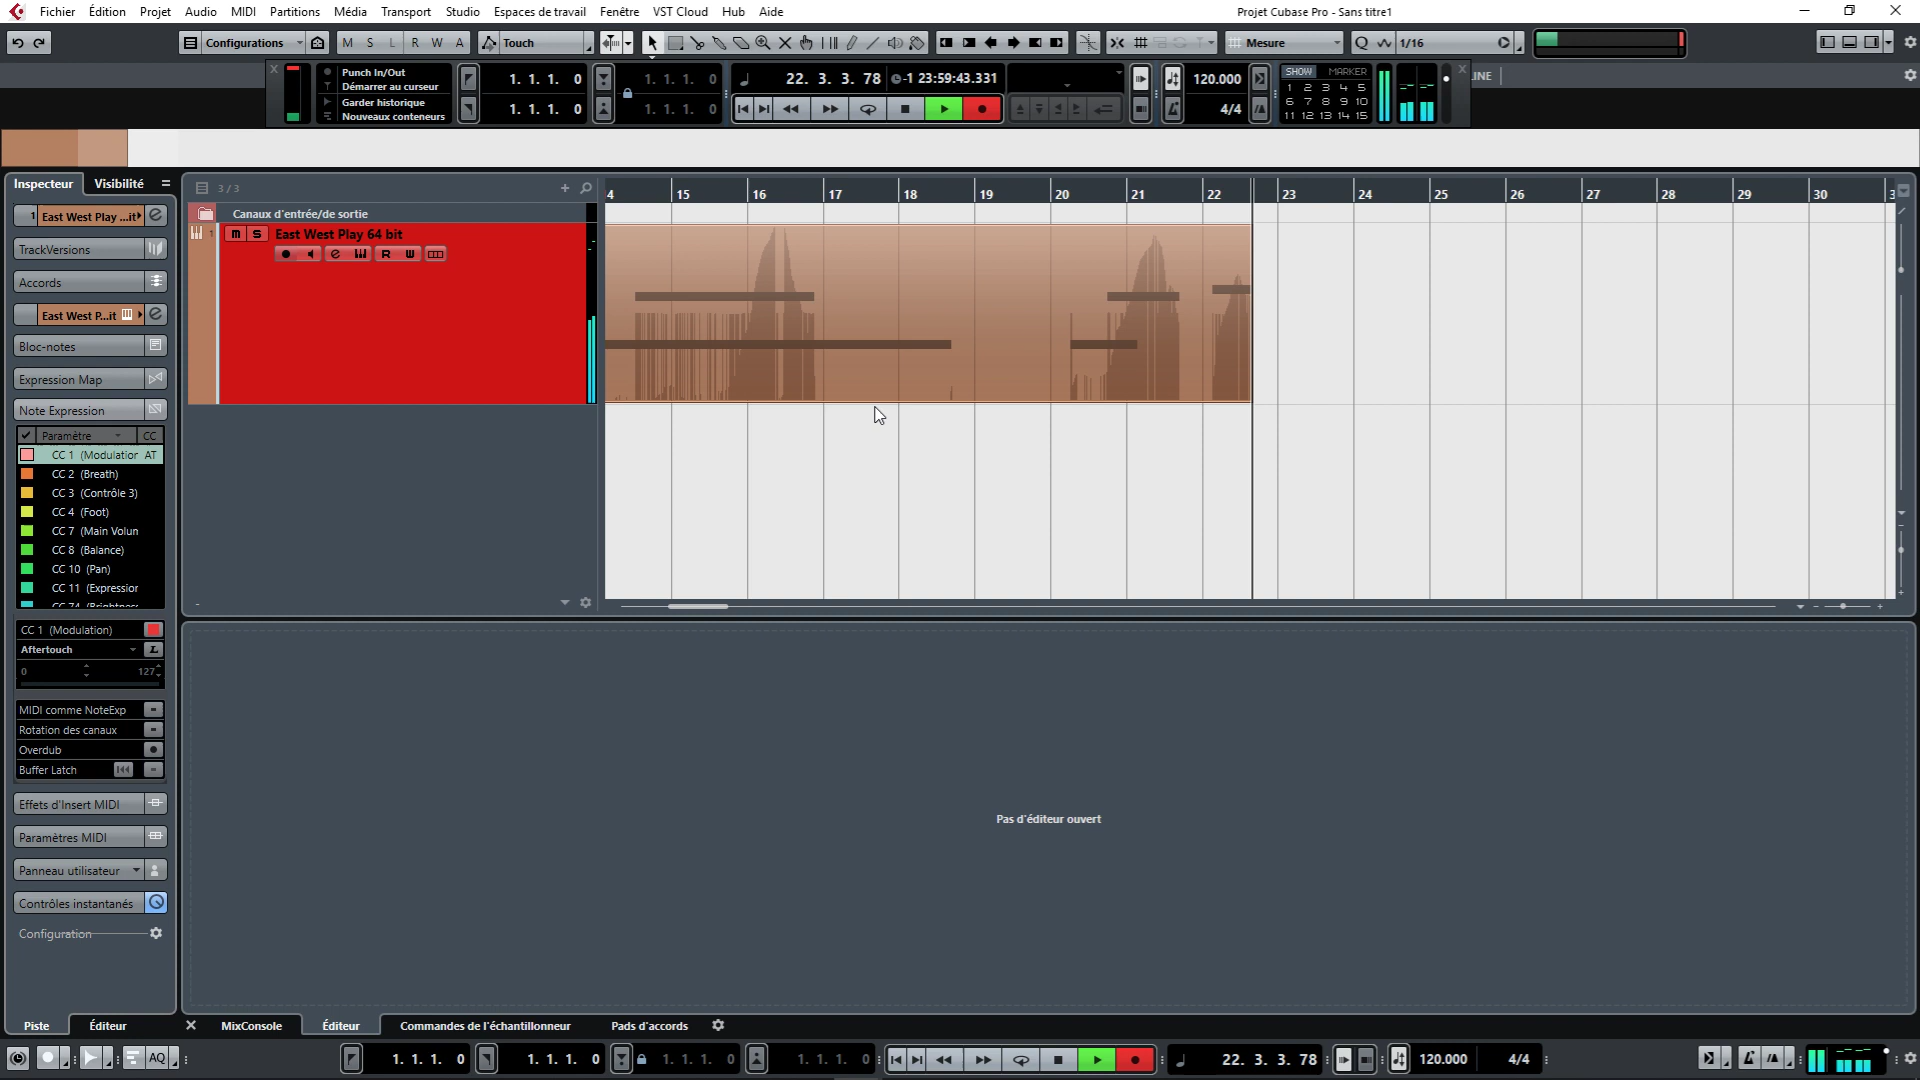 Fichier Édition Projet Audio MIDI Partitions Média Transport Studio Espaces de travail Fenêtre VST Cloud Hub Aide Projet Cubase Pro - Sans titre1
Configurations M S L R W A Touch Mesure Q 1/16
Punch In/Out
Démarrer au curseur
Garder historique
Nouveaux conteneurs
1. 1. 1. 0
1. 1. 1. 0
1. 1. 1. 0
1. 1. 1. 0
22. 3. 3. 78 -1 23:59:43.331
120.000
4/4
SHOW MARKER
1 2 3 4 5
6 7 8 9 10
11 12 13 14 15
LINE
Inspecteur Visibilité
3/3
4 15 16 17 18 19 20 21 22 23 24 25 26 27 28 29 30 3
1 East West Play ...it
Canaux d'entrée/de sortie
1 m S East West Play 64 bit
R W
TrackVersions
Accords
East West P...it
Bloc-notes
Expression Map
Note Expression
Paramètre CC
CC 1 (Modulation AT
CC 2 (Breath)
CC 3 (Contrôle 3)
CC 4 (Foot)
CC 7 (Main Volun
CC 8 (Balance)
CC 10 (Pan)
CC 11 (Expression
CC 74 (Brightness
CC 1 (Modulation)
Aftertouch L
0 127
MIDI comme NoteExp
Rotation des canaux
Overdub
Buffer Latch
Effets d'Insert MIDI
Paramètres MIDI
Panneau utilisateur
Contrôles instantanés
Configuration
Pas d'éditeur ouvert
Piste Éditeur MixConsole Éditeur Commandes de l'échantillonneur Pads d'accords
AQ 1. 1. 1. 0 1. 1. 1. 0 1. 1. 1. 0 1. 1. 1. 0 22. 3. 3. 78 120.000 4/4